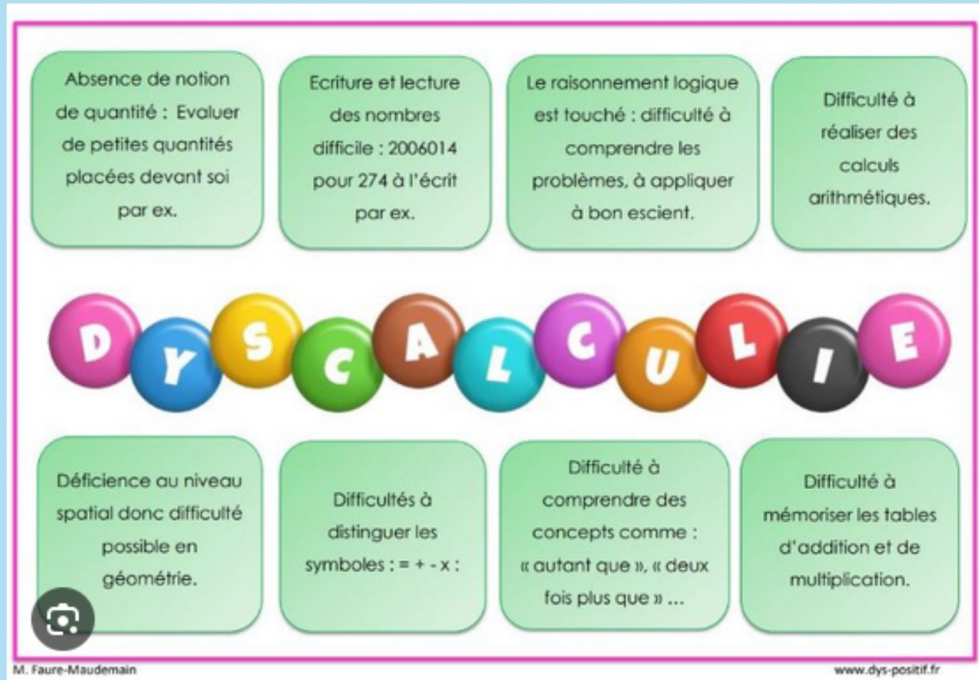 Absence de notion
de quantité : Evaluer
de petites quantités
placées devant soi
par ex.
Ecriture et lecture
des nombres
difficile : 2006014
pour 274 à l'écrit
par ex.
Le raisonnement logique
est touché : difficulté à
comprendre les
problèmes, à appliquer
à bon escient.
Difficulté à
réaliser des
calculs
arithmétiques.
DYSCALCULIE
Déficience au niveau
spatial donc difficulté
possible en
géométrie.
Difficultés à
distinguer les
symboles : = + - x :
Difficulté à
comprendre des
concepts comme :
« autant que », « deux
fois plus que » ...
Difficulté à
mémoriser les tables
d'addition et de
multiplication.
M. Faure-Maudemain
www.dys-positif.fr